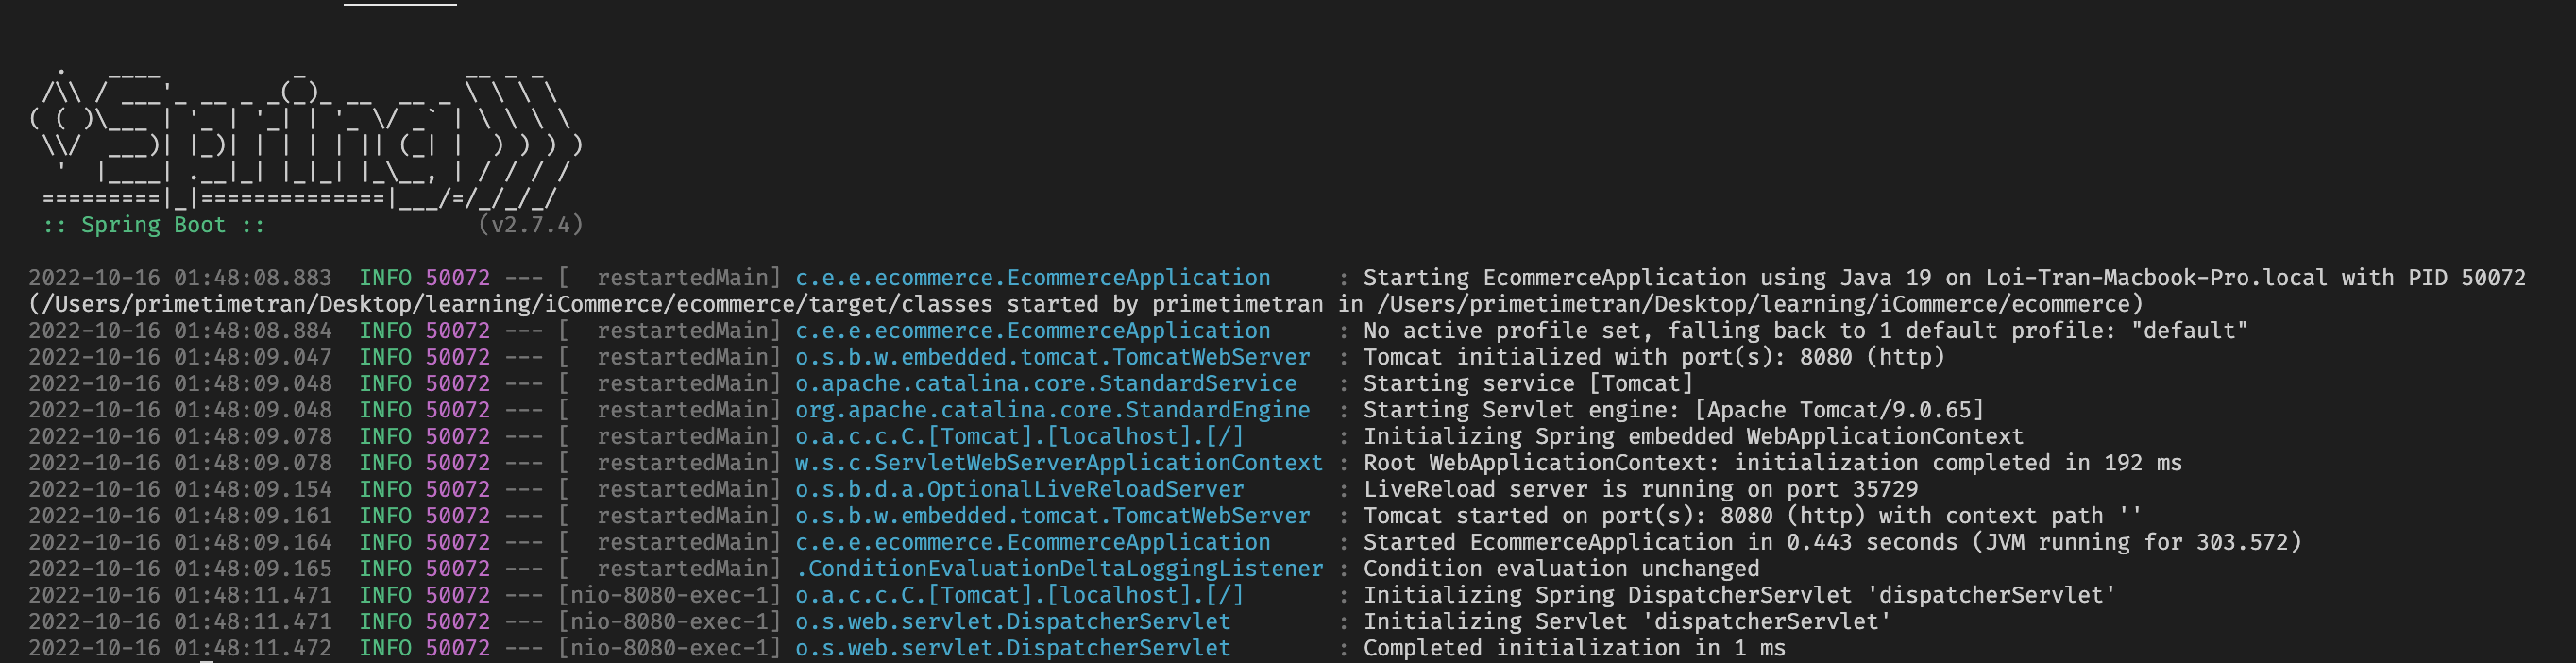 .   ____          _            __ _ _
 /\\ / ___'_ __ _ _(_)_ __  __ _ \ \ \ \
( ( )\___ | '_ | '_| | '_ \/ _` | \ \ \ \
 \\/  ___)| |_)| | | | | || (_| |  ) ) ) )
  '  |____| .__|_| |_|_| |_\__, | / / / /
 =========|_|==============|___/=/_/_/_/
 :: Spring Boot ::                (v2.7.4)
2022-10-16 01:48:08.883  INFO 50072 --- [  restartedMain] c.e.e.ecommerce.EcommerceApplication     : Starting EcommerceApplication using Java 19 on Loi-Tran-Macbook-Pro.local with PID 50072
(/Users/primetimetran/Desktop/learning/iCommerce/ecommerce/target/classes started by primetimetran in /Users/primetimetran/Desktop/learning/iCommerce/ecommerce)
2022-10-16 01:48:08.884  INFO 50072 --- [  restartedMain] c.e.e.ecommerce.EcommerceApplication     : No active profile set, falling back to 1 default profile: "default"
2022-10-16 01:48:09.047  INFO 50072 --- [  restartedMain] o.s.b.w.embedded.tomcat.TomcatWebServer  : Tomcat initialized with port(s): 8080 (http)
2022-10-16 01:48:09.048  INFO 50072 --- [  restartedMain] o.apache.catalina.core.StandardService   : Starting service [Tomcat]
2022-10-16 01:48:09.048  INFO 50072 --- [  restartedMain] org.apache.catalina.core.StandardEngine  : Starting Servlet engine: [Apache Tomcat/9.0.65]
2022-10-16 01:48:09.078  INFO 50072 --- [  restartedMain] o.a.c.c.C.[Tomcat].[localhost].[/]       : Initializing Spring embedded WebApplicationContext
2022-10-16 01:48:09.078  INFO 50072 --- [  restartedMain] w.s.c.ServletWebServerApplicationContext : Root WebApplicationContext: initialization completed in 192 ms
2022-10-16 01:48:09.154  INFO 50072 --- [  restartedMain] o.s.b.d.a.OptionalLiveReloadServer       : LiveReload server is running on port 35729
2022-10-16 01:48:09.161  INFO 50072 --- [  restartedMain] o.s.b.w.embedded.tomcat.TomcatWebServer  : Tomcat started on port(s): 8080 (http) with context path ''
2022-10-16 01:48:09.164  INFO 50072 --- [  restartedMain] c.e.e.ecommerce.EcommerceApplication     : Started EcommerceApplication in 0.443 seconds (JVM running for 303.572)
2022-10-16 01:48:09.165  INFO 50072 --- [  restartedMain] .ConditionEvaluationDeltaLoggingListener : Condition evaluation unchanged
2022-10-16 01:48:11.471  INFO 50072 --- [nio-8080-exec-1] o.a.c.c.C.[Tomcat].[localhost].[/]       : Initializing Spring DispatcherServlet 'dispatcherServlet'
2022-10-16 01:48:11.471  INFO 50072 --- [nio-8080-exec-1] o.s.web.servlet.DispatcherServlet        : Initializing Servlet 'dispatcherServlet'
2022-10-16 01:48:11.472  INFO 50072 --- [nio-8080-exec-1] o.s.web.servlet.DispatcherServlet        : Completed initialization in 1 ms